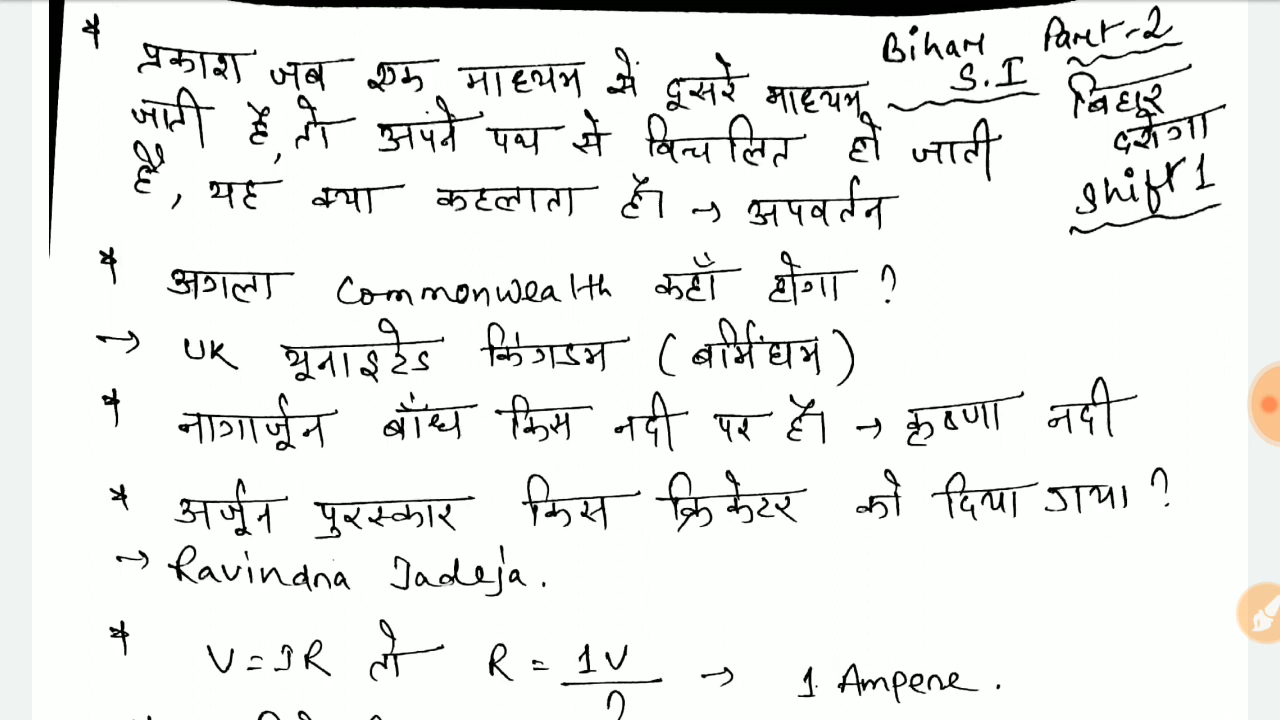 * प्रकाश जब एक माध्यम से दूसरे माध्यम
जाती है, तो अपने पथ से विचलित हो जाती
है, यह क्या कहलाता है। → अपवर्तन
Bihar S.I Part-2
बिहार दरोगा
Shift 1
* अगला Commonwealth कहाँ होगा ?
→ UK यूनाइटेड किंगडम (बर्मिंघम)
* नागार्जून बाँध किस नदी पर है। → कृष्णा नदी
* अर्जून पुरस्कार किस क्रिकेटर को दिया गया ?
→ Ravindra Jadeja.
* V = IR तो R = 1V/? → 1 Ampere.